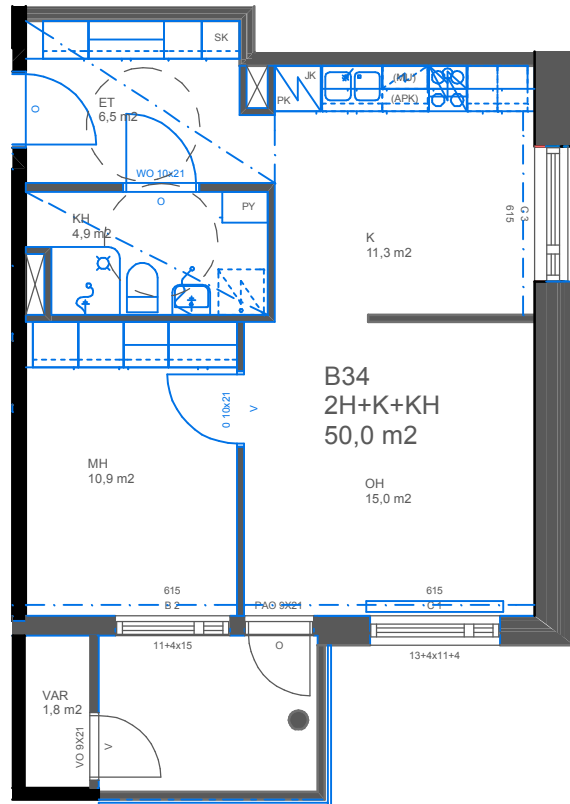 SK
ET
6,5 m2
O
JK
PK
(MU)
(APK)
WO 10x21
O
PY
KH
4,9 m2
K
11,3 m2
615
G 3
B34
2H+K+KH
50,0 m2
0 10x21
V
MH
10,9 m2
OH
15,0 m2
615
B 2
PAO 9X21
615
C 1
11+4x15
O
13+4x11+4
VAR
1,8 m2
VO 9X21
V